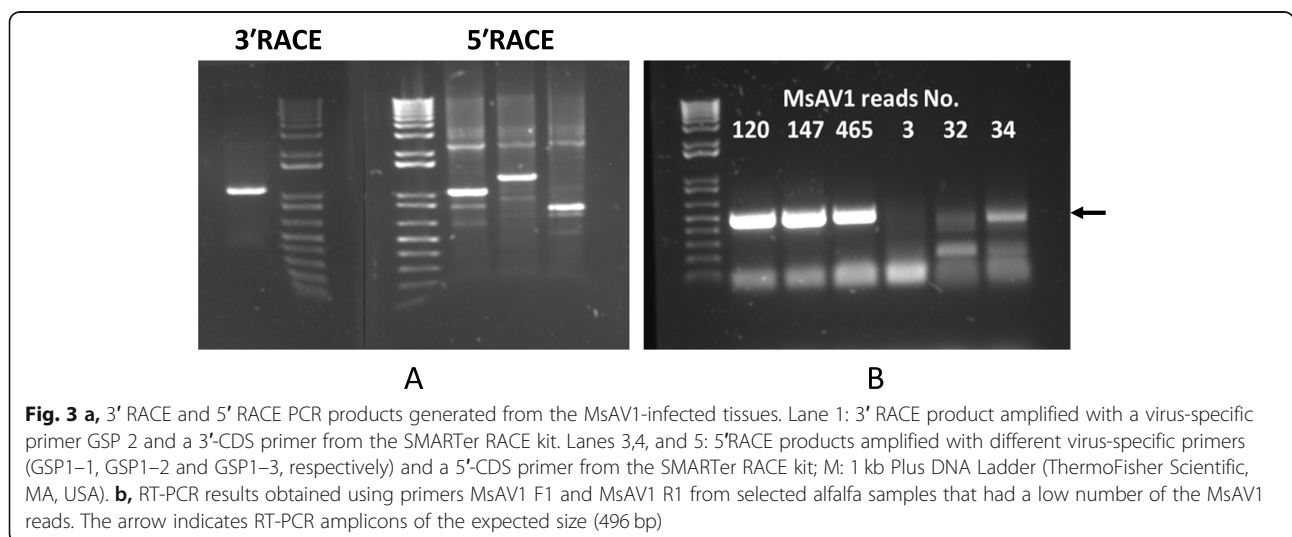 3′RACE 5′RACE
MsAV1 reads No.
120 147 465 3 32 34
A B
Fig. 3 a, 3′ RACE and 5′ RACE PCR products generated from the MsAV1-infected tissues. Lane 1: 3′ RACE product amplified with a virus-specific
primer GSP 2 and a 3′-CDS primer from the SMARTer RACE kit. Lanes 3,4, and 5: 5′RACE products amplified with different virus-specific primers
(GSP1–1, GSP1–2 and GSP1–3, respectively) and a 5′-CDS primer from the SMARTer RACE kit; M: 1 kb Plus DNA Ladder (ThermoFisher Scientific,
MA, USA). b, RT-PCR results obtained using primers MsAV1 F1 and MsAV1 R1 from selected alfalfa samples that had a low number of the MsAV1
reads. The arrow indicates RT-PCR amplicons of the expected size (496 bp)